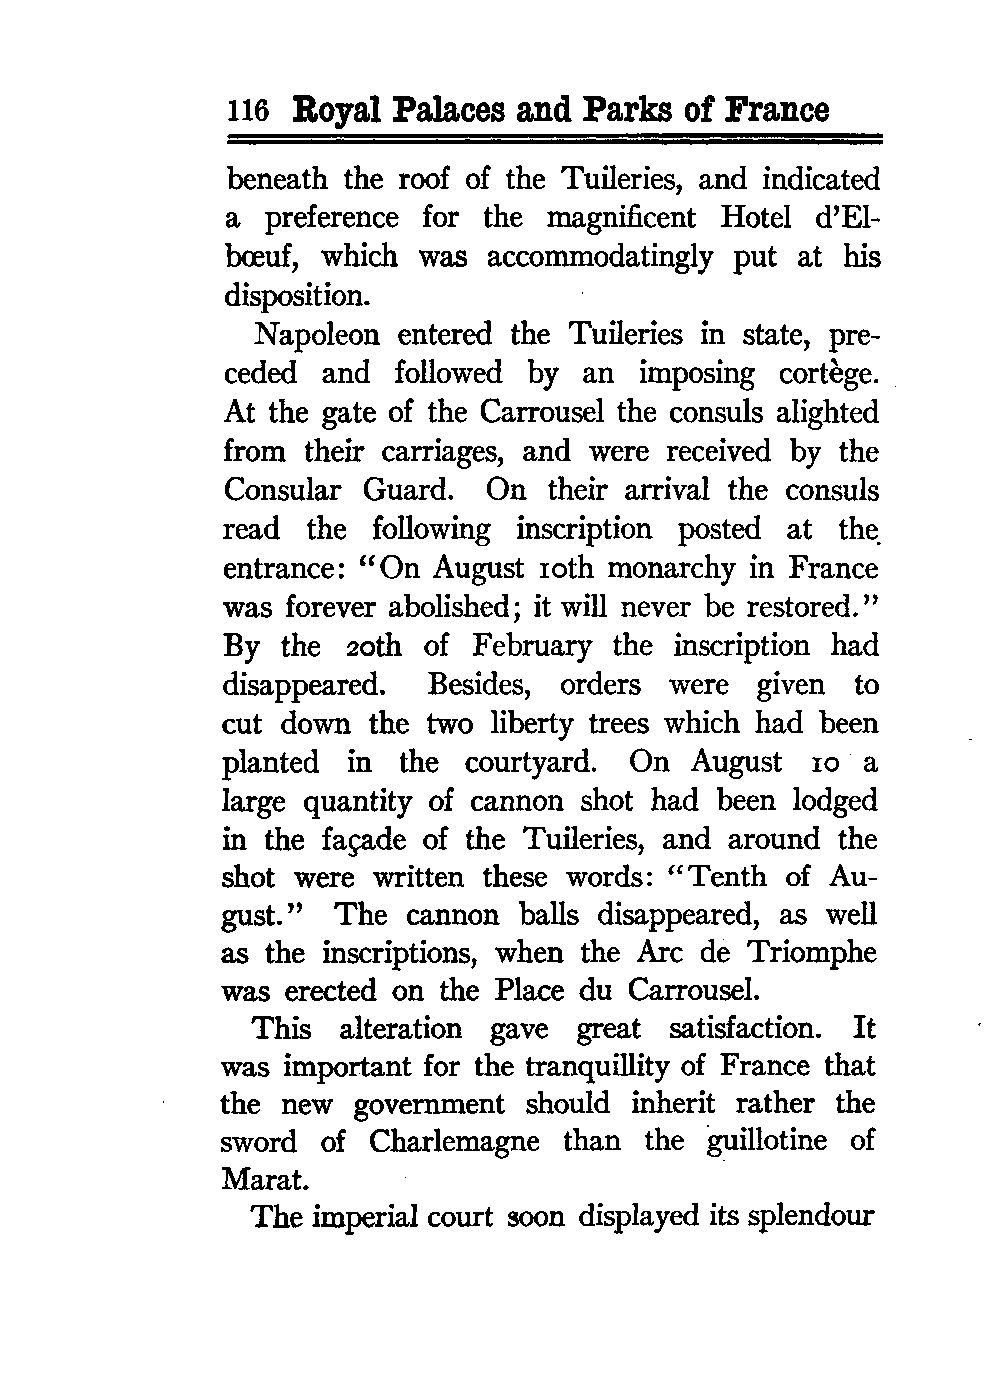 116 Royal Palaces and Parks of France
beneath the roof of the Tuileries, and indicated
a preference for the magnificent Hotel d’El-
bœuf, which was accommodatingly put at his
disposition.
Napoleon entered the Tuileries in state, pre-
ceded and followed by an imposing cortège.
At the gate of the Carrousel the consuls alighted
from their carriages, and were received by the
Consular Guard. On their arrival the consuls
read the following inscription posted at the
entrance: “On August 10th monarchy in France
was forever abolished; it will never be restored.”
By the 20th of February the inscription had
disappeared. Besides, orders were given to
cut down the two liberty trees which had been
planted in the courtyard. On August 10 a
large quantity of cannon shot had been lodged
in the façade of the Tuileries, and around the
shot were written these words: “Tenth of Au-
gust.” The cannon balls disappeared, as well
as the inscriptions, when the Arc de Triomphe
was erected on the Place du Carrousel.
This alteration gave great satisfaction. It
was important for the tranquillity of France that
the new government should inherit rather the
sword of Charlemagne than the guillotine of
Marat.
The imperial court soon displayed its splendour